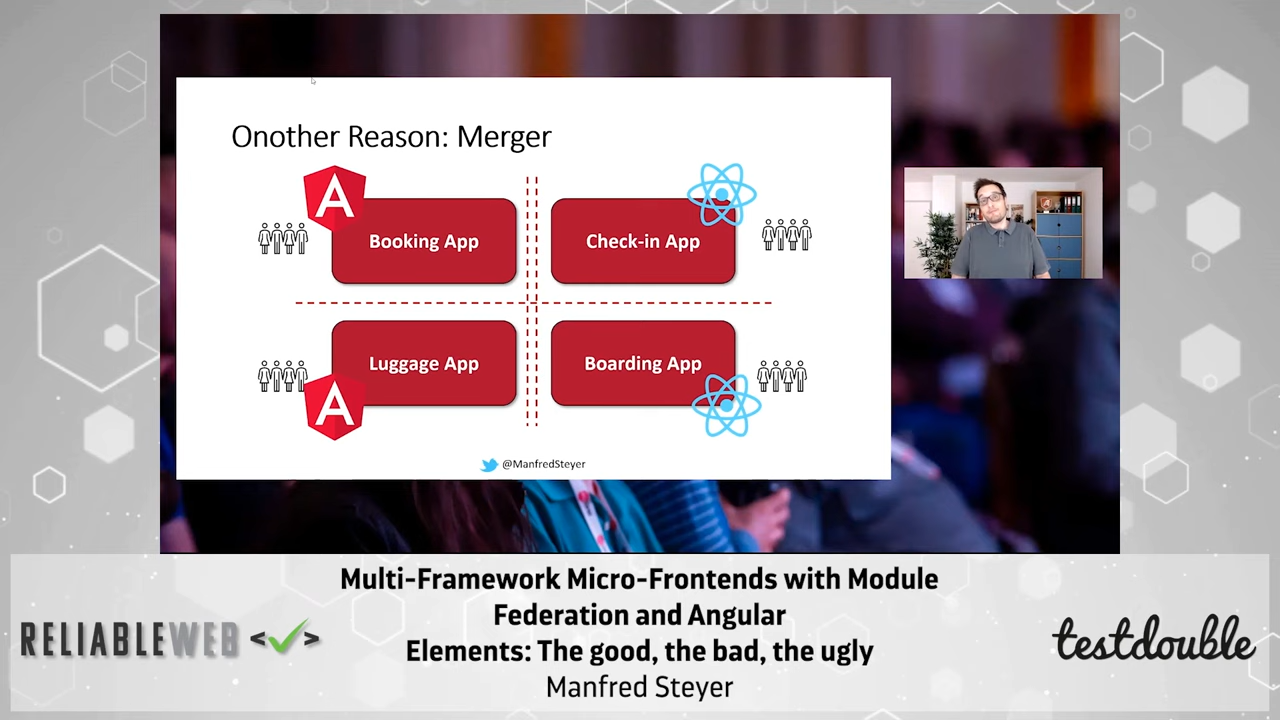 Onother Reason: Merger
A
Booking App
Check-in App
Luggage App
Boarding App
A
@ManfredSteyer
Multi-Framework Micro-Frontends with Module
Federation and Angular
Elements: The good, the bad, the ugly
Manfred Steyer
RELIABLEWEB < >
testdouble